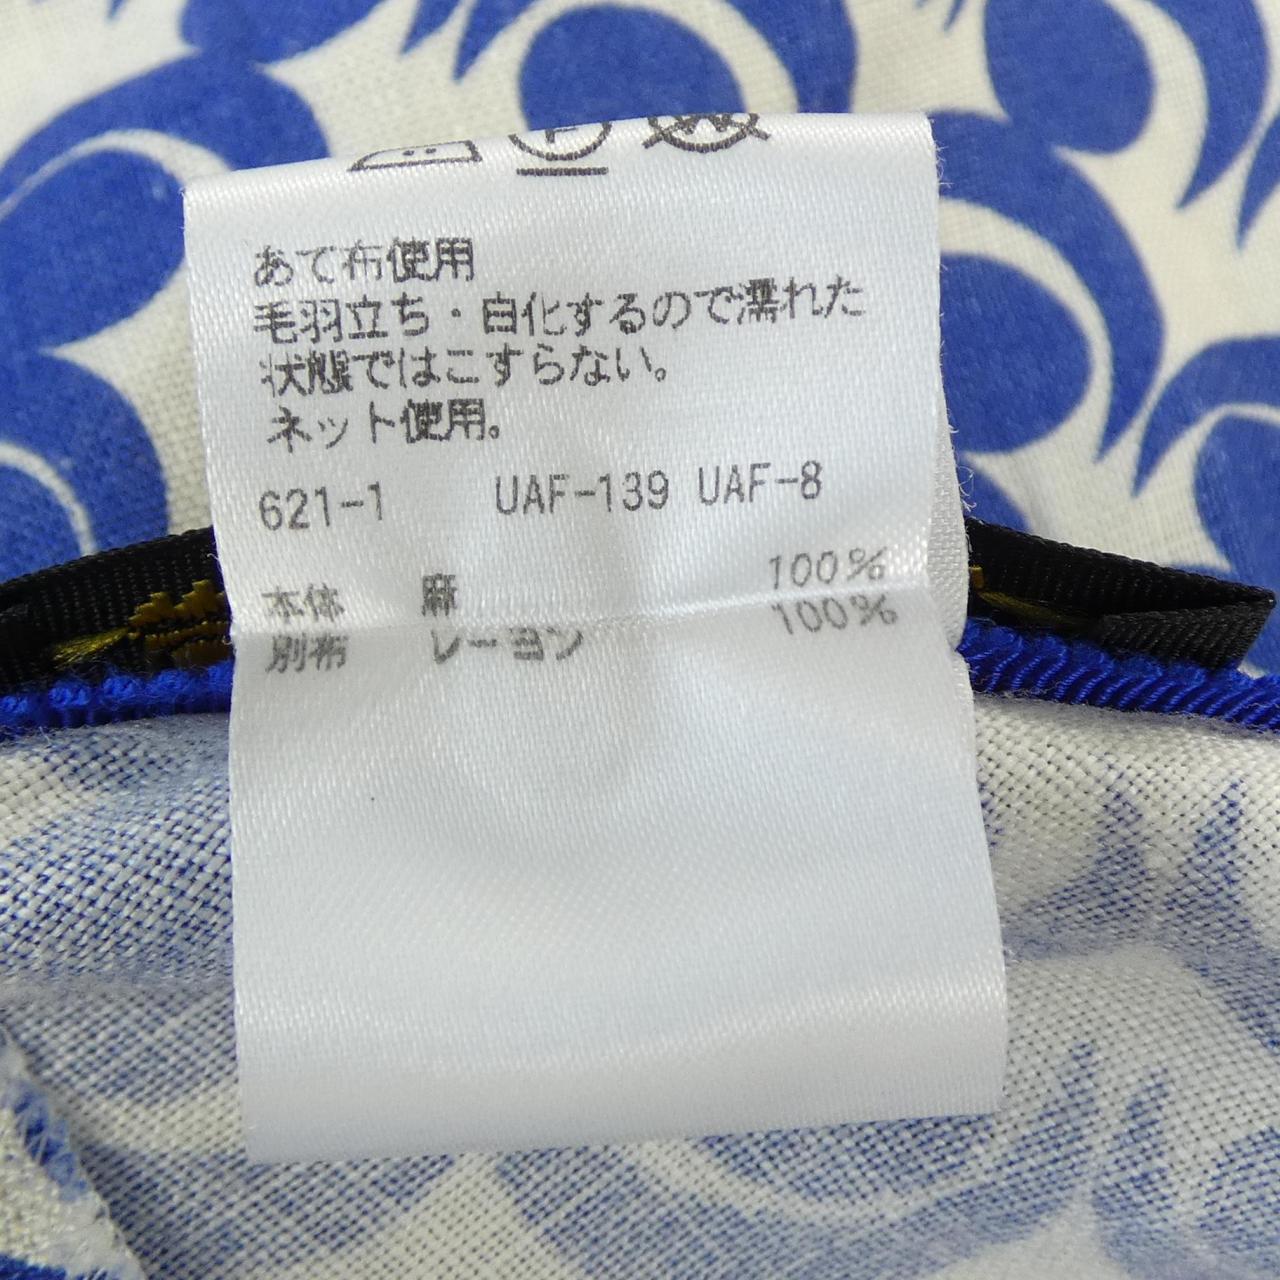 P W
あて布使用
毛羽立ち・白化するので濡れた
状態ではこすらない。
ネット使用。
621-1 UAF-139 UAF-8
本体 麻 100%
別布 レーヨン 100%